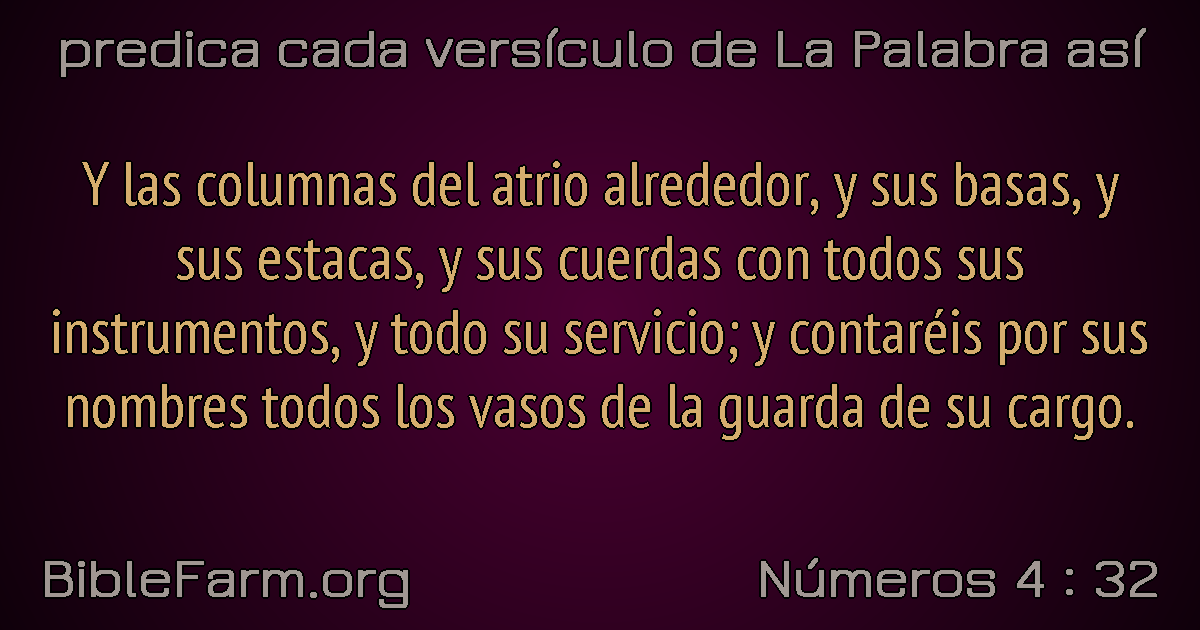 predica cada versículo de La Palabra así
Y las columnas del atrio alrededor, y sus basas, y
sus estacas, y sus cuerdas con todos sus
instrumentos, y todo su servicio; y contaréis por sus
nombres todos los vasos de la guarda de su cargo.
BibleFarm.org
Números 4 : 32